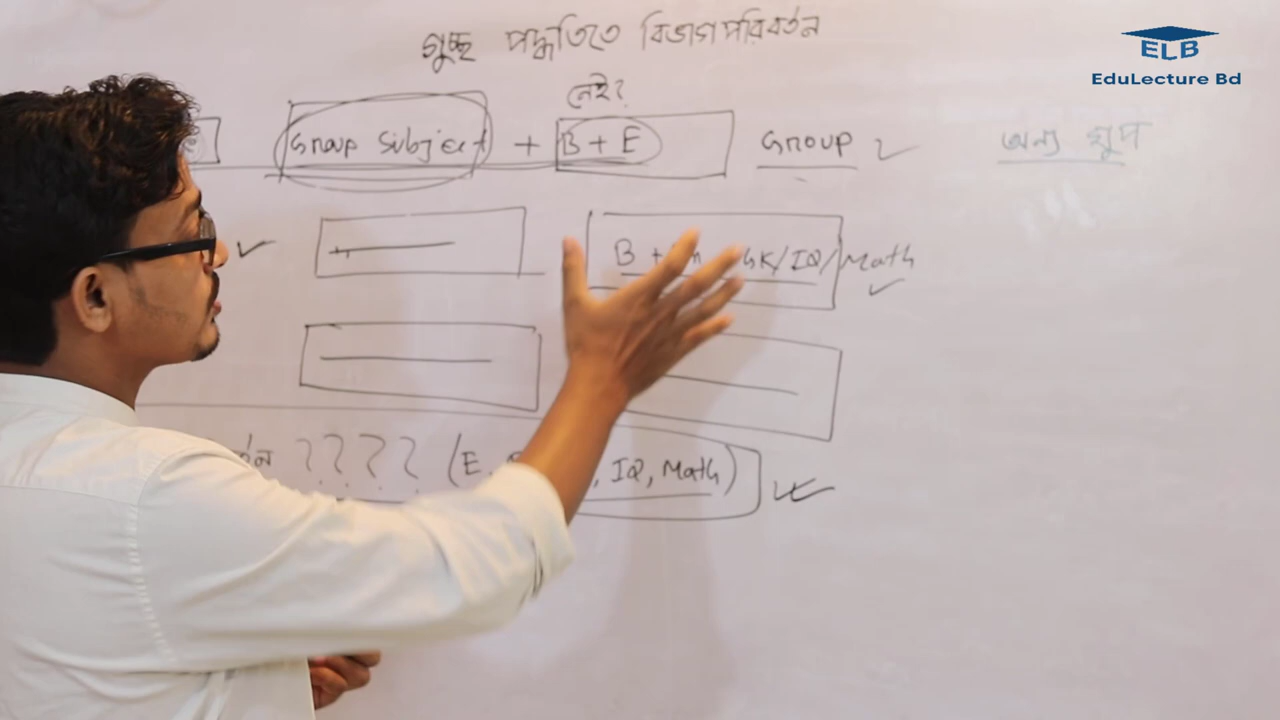 গুচ্ছ পদ্ধতিতে বিভাগ পরিবর্তন
নেই?
ELB
EduLecture Bd
Group Subject + B + E Group
অন্য গ্রুপ
B + GK/IQ/Math
???? (E, , IQ, Math)